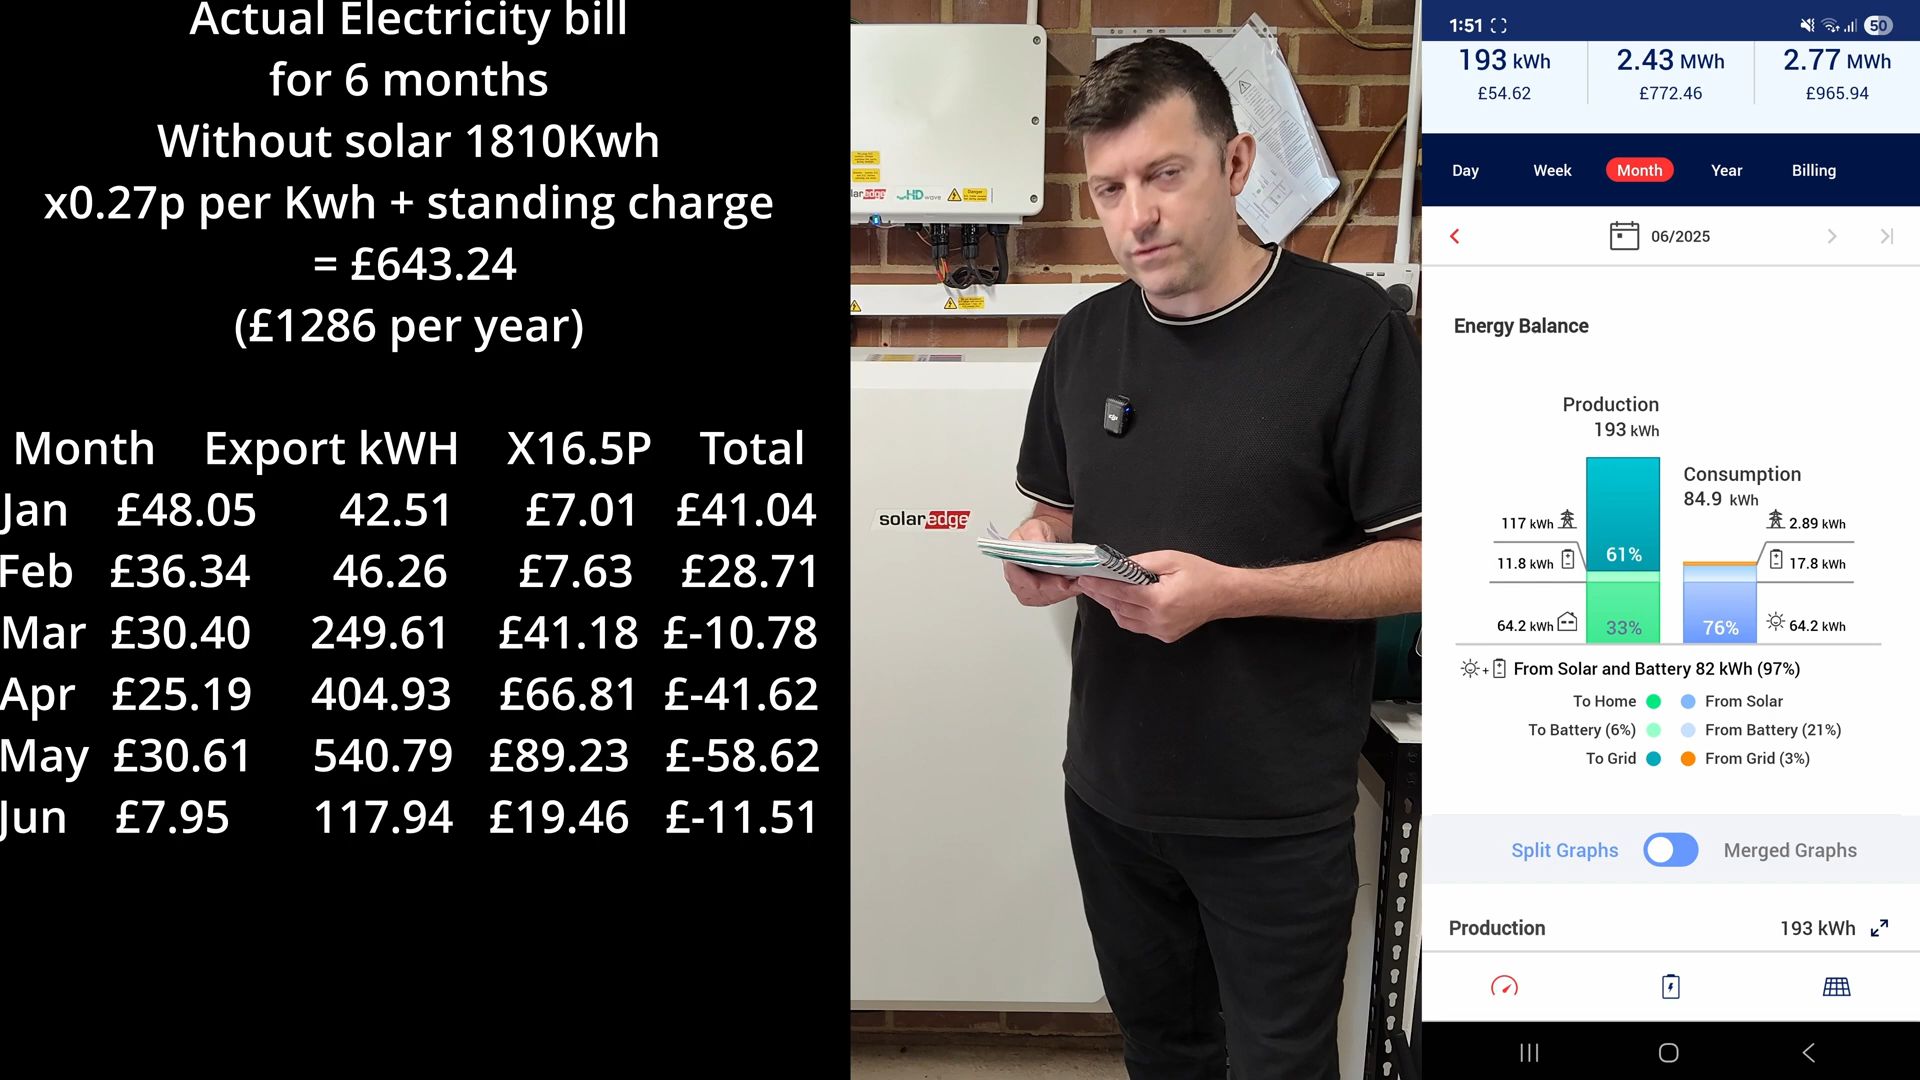 Actual Electricity bill
for 6 months
Without solar 1810Kwh
x0.27p per Kwh + standing charge
= £643.24
(£1286 per year)
Month Export kWH X16.5P Total
Jan £48.05 42.51 £7.01 £41.04
Feb £36.34 46.26 £7.63 £28.71
Mar £30.40 249.61 £41.18 £-10.78
Apr £25.19 404.93 £66.81 £-41.62
May £30.61 540.79 £89.23 £-58.62
Jun £7.95 117.94 £19.46 £-11.51
laredge HD wave Danger
solaredge
dji
1:51 50
193 kWh 2.43 MWh 2.77 MWh
£54.62 £772.46 £965.94
Day Week Month Year Billing
06/2025
Energy Balance
Production
193 kWh
Consumption
84.9 kWh
117 kWh 2.89 kWh
61%
11.8 kWh 17.8 kWh
64.2 kWh 33% 76% 64.2 kWh
+ From Solar and Battery 82 kWh (97%)
To Home From Solar
To Battery (6%) From Battery (21%)
To Grid From Grid (3%)
Split Graphs Merged Graphs
Production 193 kWh